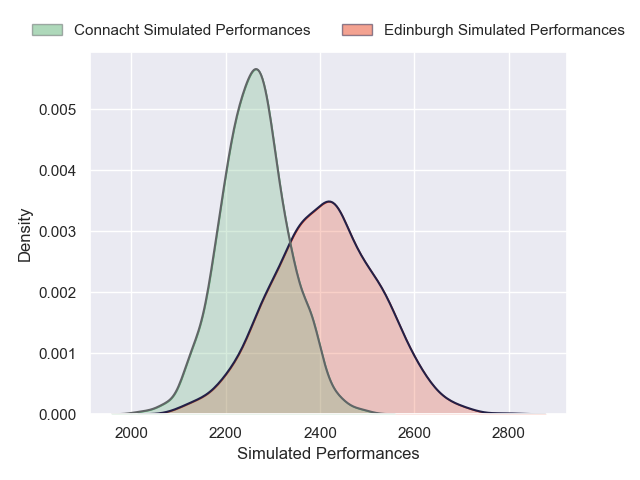 Connacht Simulated Performances Edinburgh Simulated Performances
0.005
0.004
0.003
0.002
0.001
0.000
Density
2000 2200 2400 2600 2800
Simulated Performances